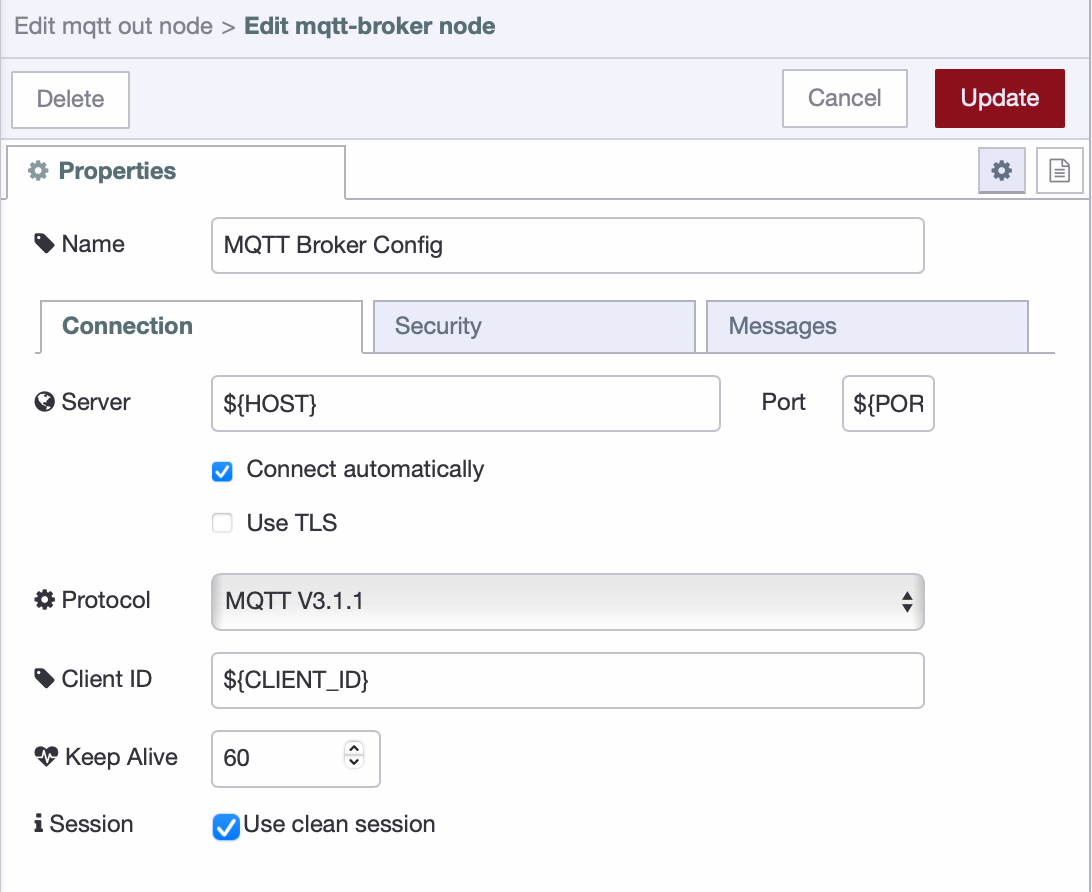 Edit mqtt out node > Edit mqtt-broker node
Delete Cancel Update
Properties
Name MQTT Broker Config
Connection Security Messages
Server ${HOST} Port ${POR
Connect automatically
Use TLS
Protocol MQTT V3.1.1
Client ID ${CLIENT_ID}
Keep Alive 60
Session Use clean session